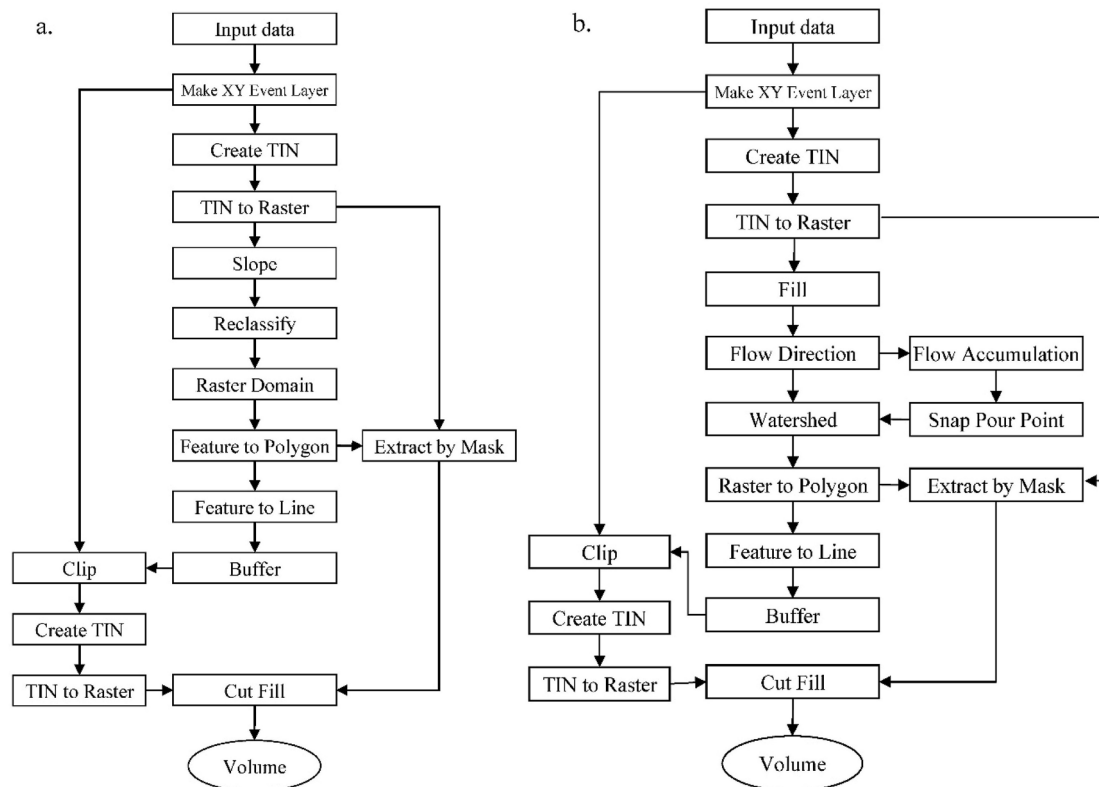 a.
Input data
Make XY Event Layer
Create TIN
TIN to Raster
Slope
Reclassify
Raster Domain
Feature to Polygon
Extract by Mask
Feature to Line
Clip
Buffer
Create TIN
TIN to Raster
Cut Fill
Volume
b.
Input data
Make XY Event Layer
Create TIN
TIN to Raster
Fill
Flow Direction
Flow Accumulation
Watershed
Snap Pour Point
Raster to Polygon
Extract by Mask
Clip
Feature to Line
Create TIN
Buffer
TIN to Raster
Cut Fill
Volume